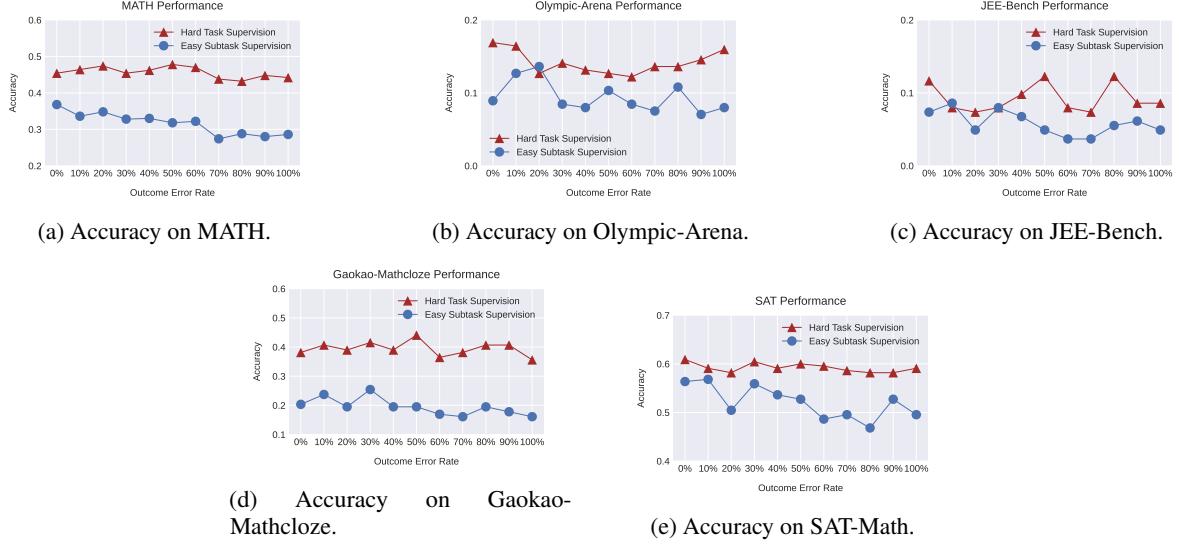 MATH Performance
0.6
0.5
0.4
0.3
0.2
Accuracy
Hard Task Supervision
Easy Subtask Supervision
0% 10% 20% 30% 40% 50% 60% 70% 80% 90% 100%
Outcome Error Rate
(a) Accuracy on MATH.
Olympic-Arena Performance
0.2
0.1
0.0
Accuracy
Hard Task Supervision
Easy Subtask Supervision
0% 10% 20% 30% 40% 50% 60% 70% 80% 90% 100%
Outcome Error Rate
(b) Accuracy on Olympic-Arena.
JEE-Bench Performance
0.2
0.1
0.0
Accuracy
Hard Task Supervision
Easy Subtask Supervision
0% 10% 20% 30% 40% 50% 60% 70% 80% 90% 100%
Outcome Error Rate
(c) Accuracy on JEE-Bench.
Gaokao-Mathcloze Performance
0.6
0.5
0.4
0.3
0.2
0.1
Accuracy
Hard Task Supervision
Easy Subtask Supervision
0% 10% 20% 30% 40% 50% 60% 70% 80% 90% 100%
Outcome Error Rate
(d) Accuracy on Gaokao-
Mathcloze.
SAT Performance
0.7
0.6
0.5
0.4
Accuracy
Hard Task Supervision
Easy Subtask Supervision
0% 10% 20% 30% 40% 50% 60% 70% 80% 90% 100%
Outcome Error Rate
(e) Accuracy on SAT-Math.